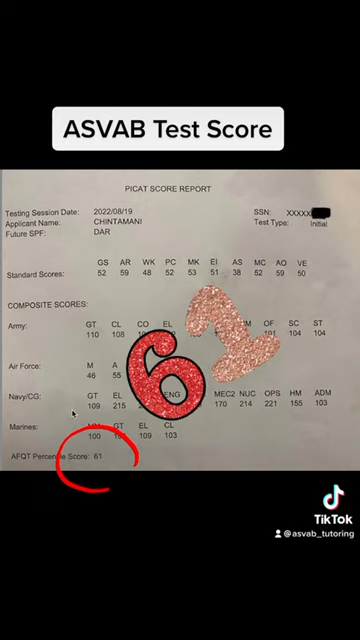 ASVAB Test Score
PICAT SCORE REPORT
Testing Session Date: 2022/08/19 SSN: XXXXX
Applicant Name: CHINTAMANI Test Type: Initial
Future SPF: DAR
GS AR WK PC MK EI AS MC AO VE
Standard Scores: 52 59 48 52 53 51 38 52 59 50
COMPOSITE SCORES:
Army: GT CL CO EL OF SC ST
110 108 101 104 104
61
Air Force: M A
46 55
Navy/CG: GT EL ENG MEC2 NUC OPS HM ADM
109 215 170 214 221 155 103
Marines: MM GT EL CL
100 109 103
AFQT Percentile Score: 61
TikTok
@asvab_tutoring